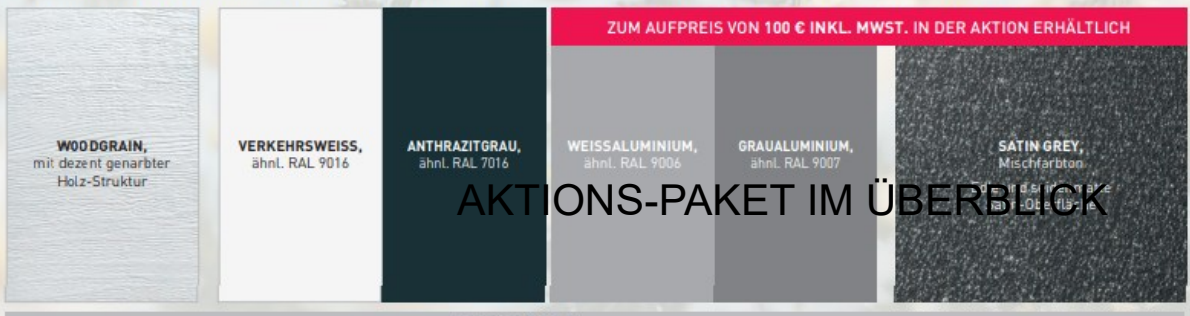 ZUM AUFPREIS VON 100 € INKL. MWST. IN DER AKTION ERHÄLTLICH
WOODGRAIN,
mit dezent genarbter
Holz-Struktur
VERKEHRSWEISS,
ähnl. RAL 9016
ANTHRAZITGRAU,
ähnl. RAL 7016
WEISSALUMINIUM,
ähnl. RAL 9006
GRAUALUMINIUM,
ähnl. RAL 9007
SATIN GREY,
Mischfarbton
Satin-Oberfläche
AKTIONS-PAKET IM ÜBERBLICK